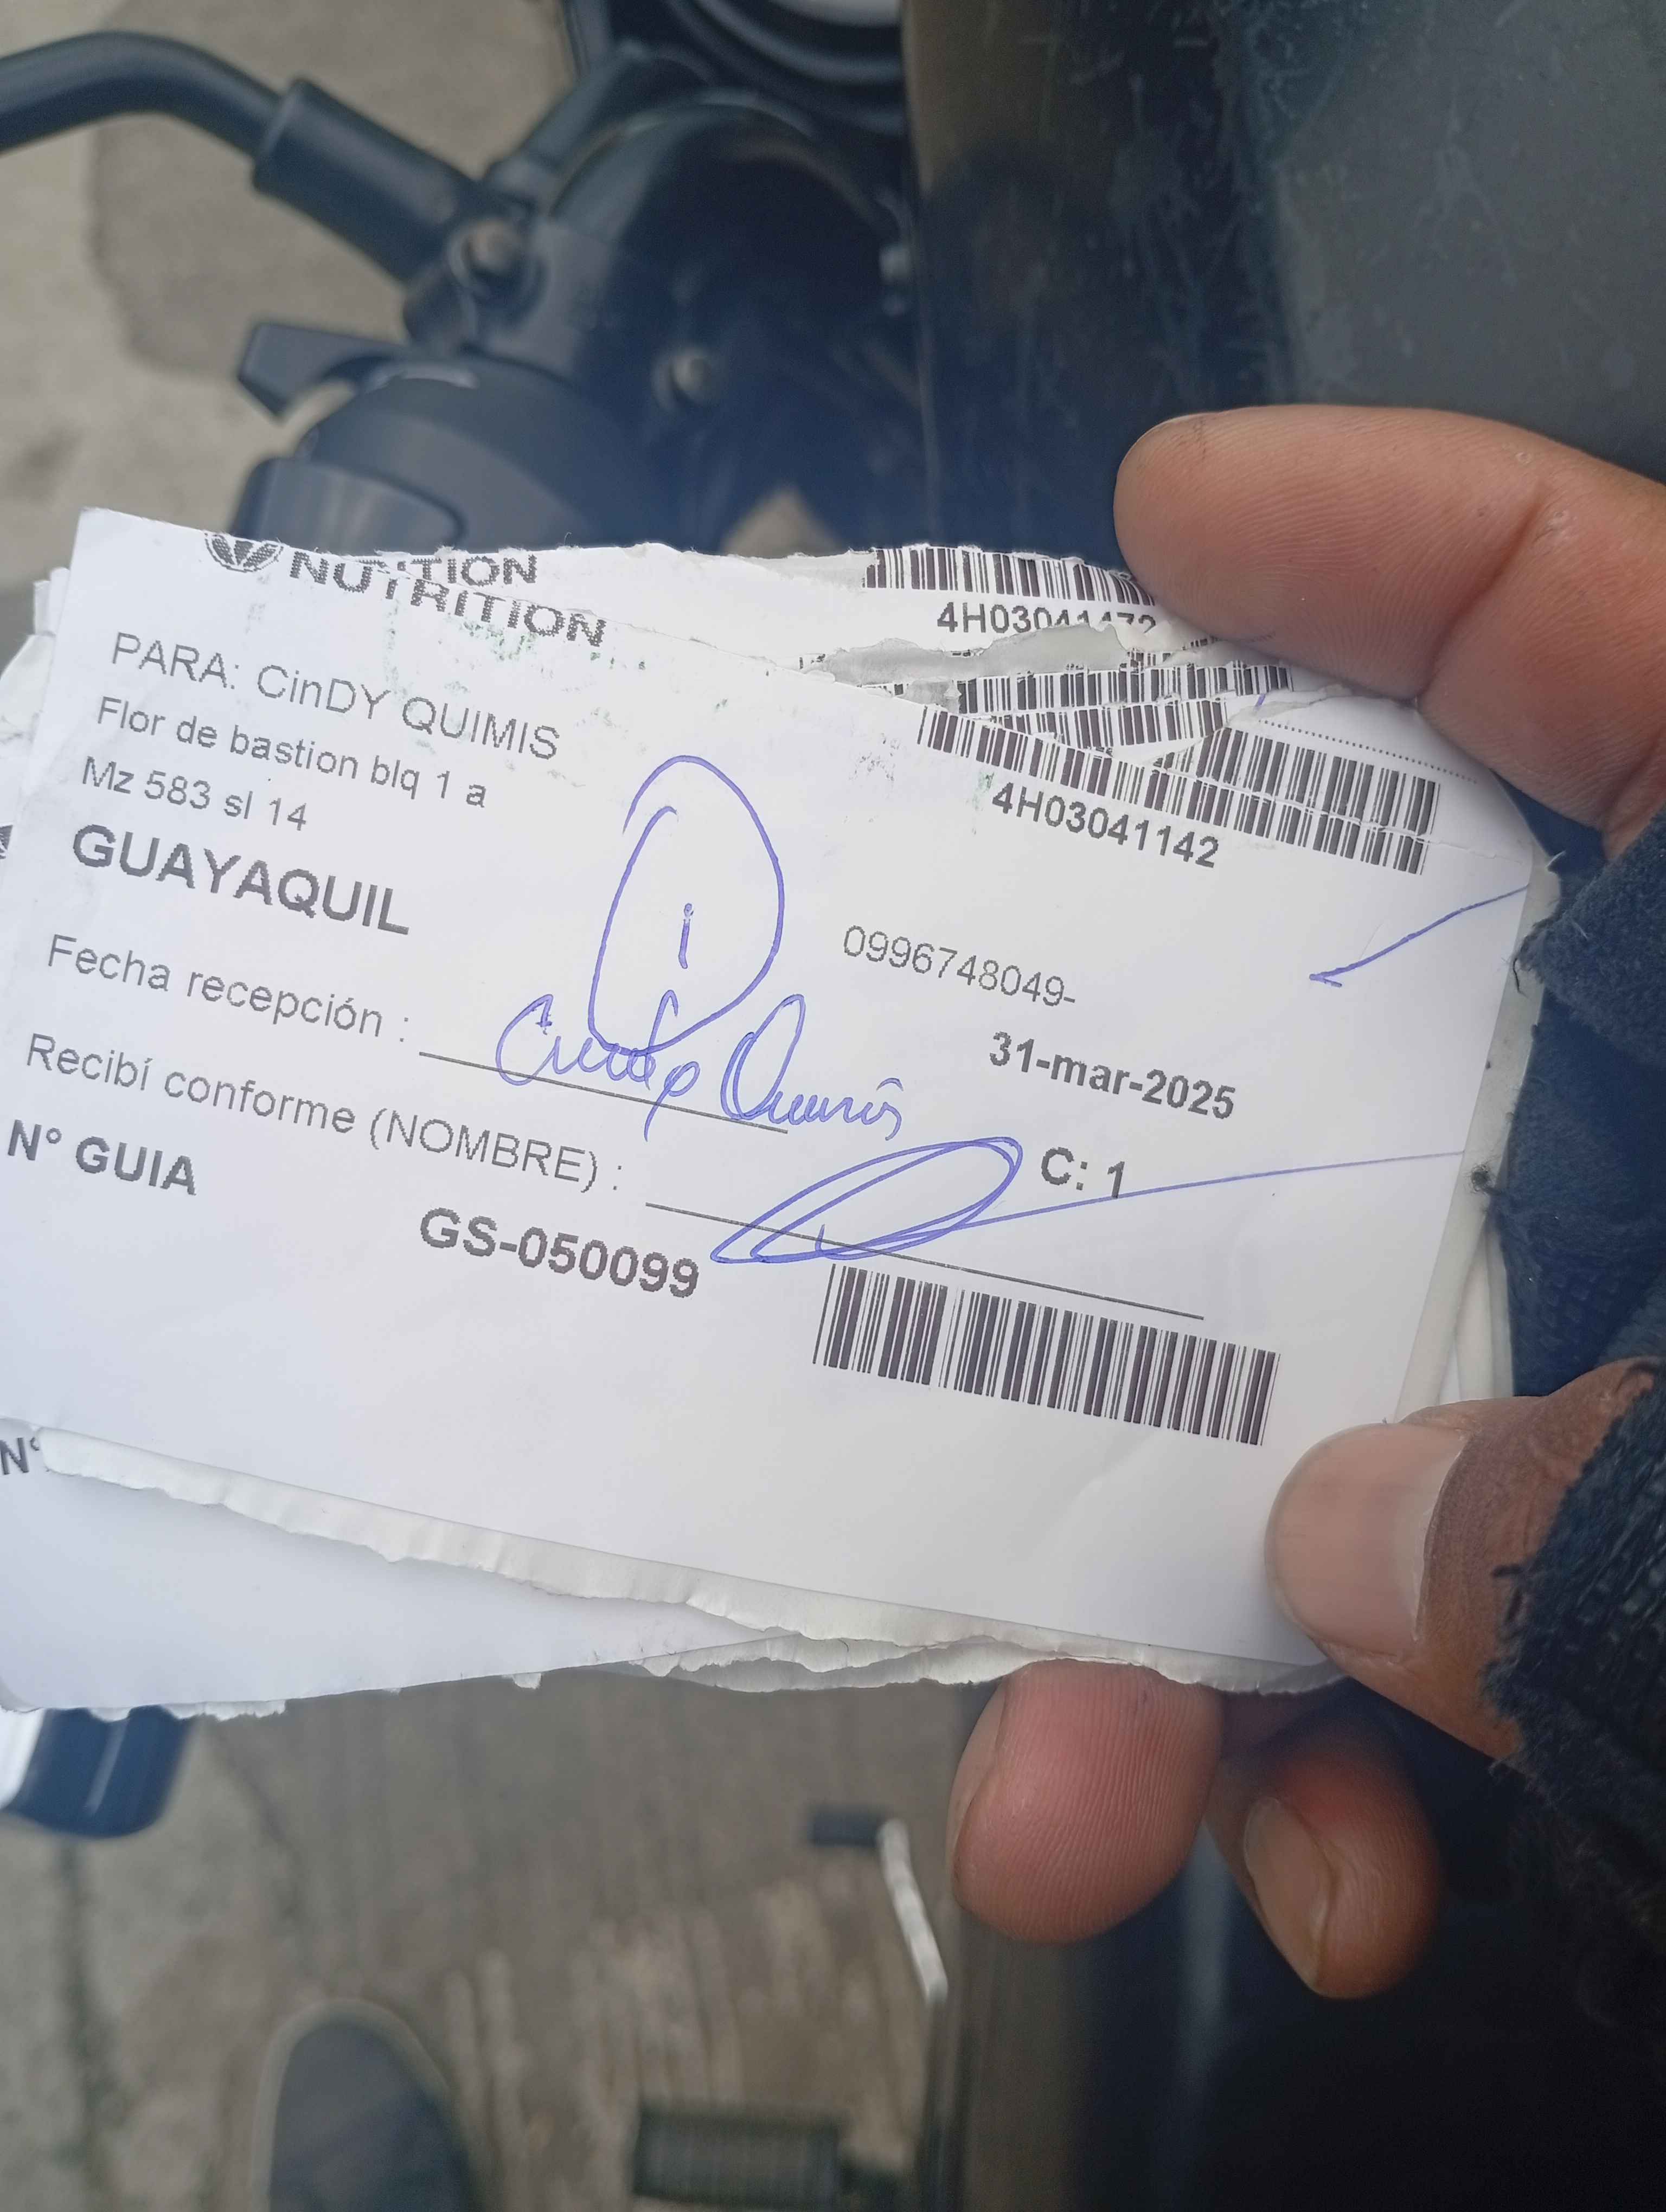 NUTRITION
4H03041142
PARA: CinDY QUIMIS
Flor de bastion blq 1 a
Mz 583 sl 14
GUAYAQUIL
0996748049-
Fecha recepción :
31-mar-2025
Recibí conforme (NOMBRE) :
Quimis
C: 1
N° GUIA
GS-050099